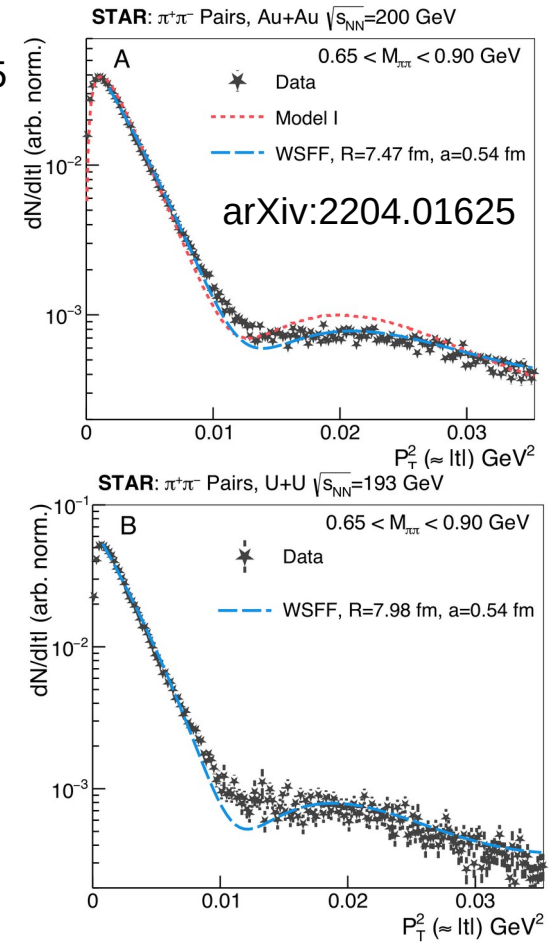 STAR: π⁺π⁻ Pairs, Au+Au √sNN=200 GeV
5
A
0.65 < Mππ < 0.90 GeV
Data
Model I
WSFF, R=7.47 fm, a=0.54 fm
arXiv:2204.01625
dN/d|t| (arb. norm.)
10⁻²
10⁻³
0 0.01 0.02 0.03
P²T (≈ |t|) GeV²
STAR: π⁺π⁻ Pairs, U+U √sNN=193 GeV
10⁻¹
B
0.65 < Mππ < 0.90 GeV
Data
WSFF, R=7.98 fm, a=0.54 fm
dN/d|t| (arb. norm.)
10⁻²
10⁻³
0 0.01 0.02 0.03
P²T (≈ |t|) GeV²